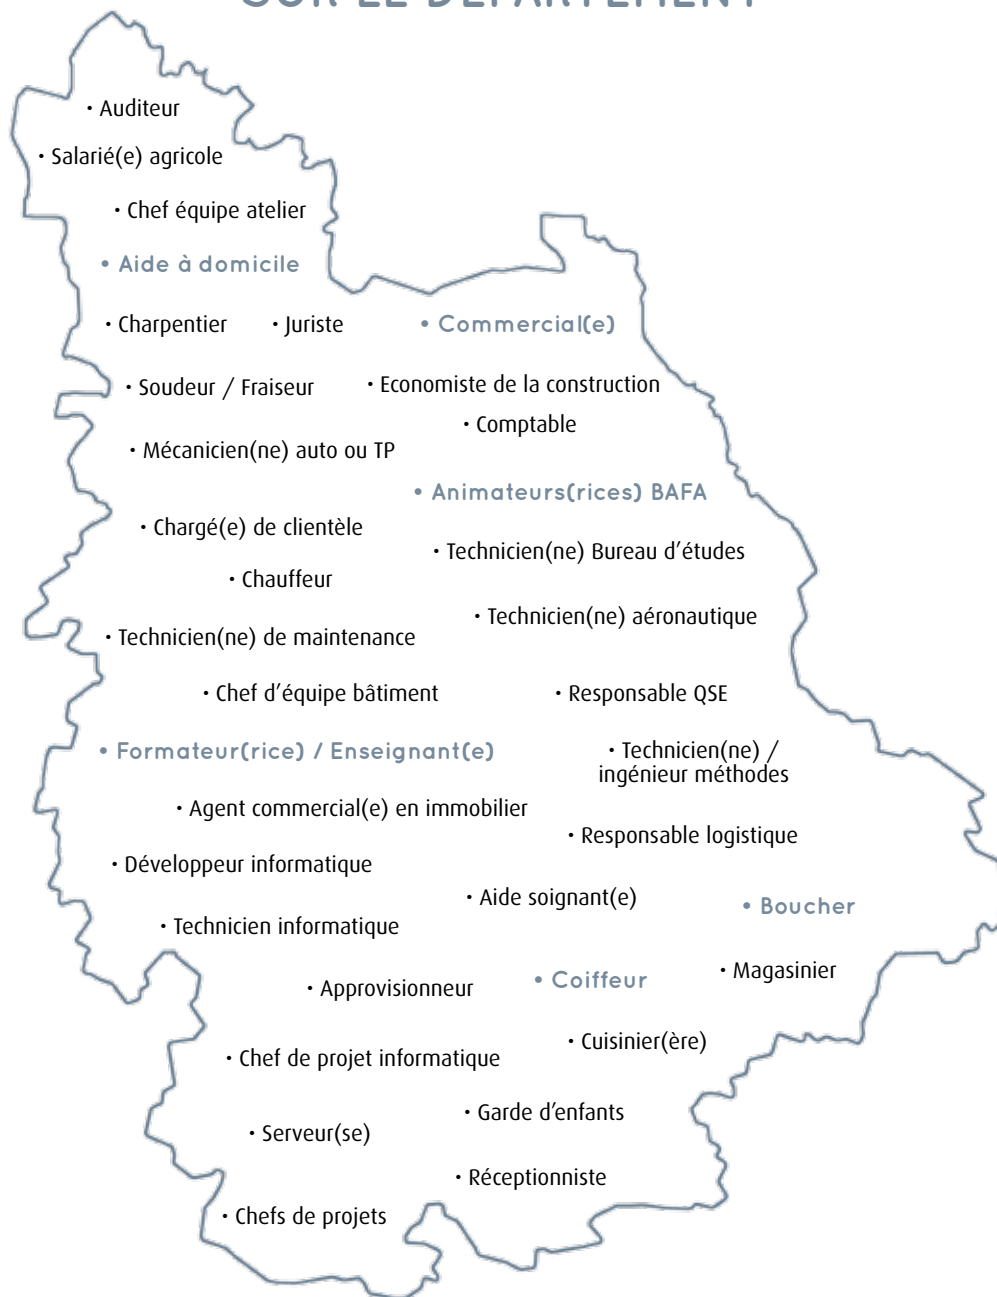 SUR LE DÉPARTEMENT
• Auditeur
• Salarié(e) agricole
• Chef équipe atelier
• Aide à domicile
• Charpentier
• Juriste
• Commercial(e)
• Soudeur / Fraiseur
• Economiste de la construction
• Comptable
• Mécanicien(ne) auto ou TP
• Animateurs(rices) BAFA
• Chargé(e) de clientèle
• Technicien(ne) Bureau d'études
• Chauffeur
• Technicien(ne) aéronautique
• Technicien(ne) de maintenance
• Chef d'équipe bâtiment
• Responsable QSE
• Formateur(rice) / Enseignant(e)
• Technicien(ne) /
ingénieur méthodes
• Agent commercial(e) en immobilier
• Responsable logistique
• Développeur informatique
• Aide soignant(e)
• Boucher
• Technicien informatique
• Magasinier
• Approvisionneur
• Coiffeur
• Cuisinier(ère)
• Chef de projet informatique
• Garde d'enfants
• Serveur(se)
• Réceptionniste
• Chefs de projets